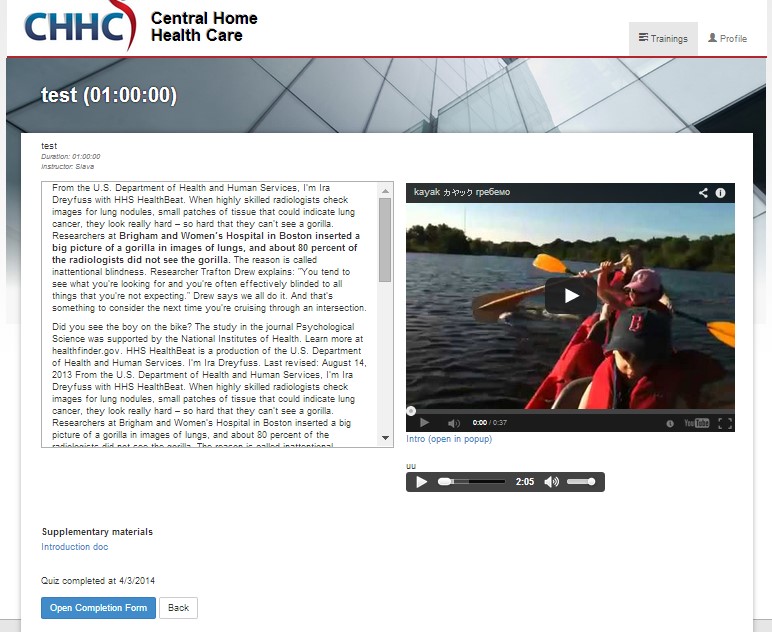 CHHC
Central Home
Health Care
Trainings
Profile
test (01:00:00)
test
Duration: 01:00:00
Instructor: Slava
From the U.S. Department of Health and Human Services, I'm Ira
Dreyfuss with HHS HealthBeat. When highly skilled radiologists check
images for lung nodules, small patches of tissue that could indicate lung
cancer, they look really hard – so hard that they can't see a gorilla.
Researchers at Brigham and Women's Hospital in Boston inserted a
big picture of a gorilla in images of lungs, and about 80 percent of
the radiologists did not see the gorilla. The reason is called
inattentional blindness. Researcher Trafton Drew explains: "You tend to
see what you're looking for and you're often effectively blinded to all
things that you're not expecting." Drew says we all do it. And that's
something to consider the next time you're cruising through an intersection.
Did you see the boy on the bike? The study in the journal Psychological
Science was supported by the National Institutes of Health. Learn more at
healthfinder.gov. HHS HealthBeat is a production of the U.S. Department
of Health and Human Services. I'm Ira Dreyfuss. Last revised: August 14,
2013 From the U.S. Department of Health and Human Services, I'm Ira
Dreyfuss with HHS HealthBeat. When highly skilled radiologists check
images for lung nodules, small patches of tissue that could indicate lung
cancer, they look really hard – so hard that they can't see a gorilla.
Researchers at Brigham and Women's Hospital in Boston inserted a big
picture of a gorilla in images of lungs, and about 80 percent of the
radiologists did not see the gorilla. The reason is called inattentional
kayak カヤック гребемо
B
0:00 / 0:37
YouTube
Intro (open in popup)
uu
2:05
Supplementary materials
Introduction doc
Quiz completed at 4/3/2014
Open Completion Form
Back